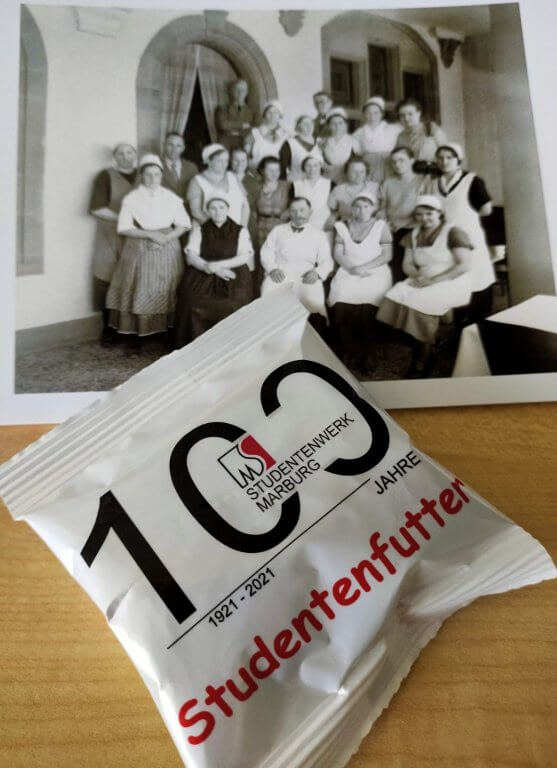 100
STUDENTENWERK
MARBURG
JAHRE
1921 - 2021
Studentenfutter